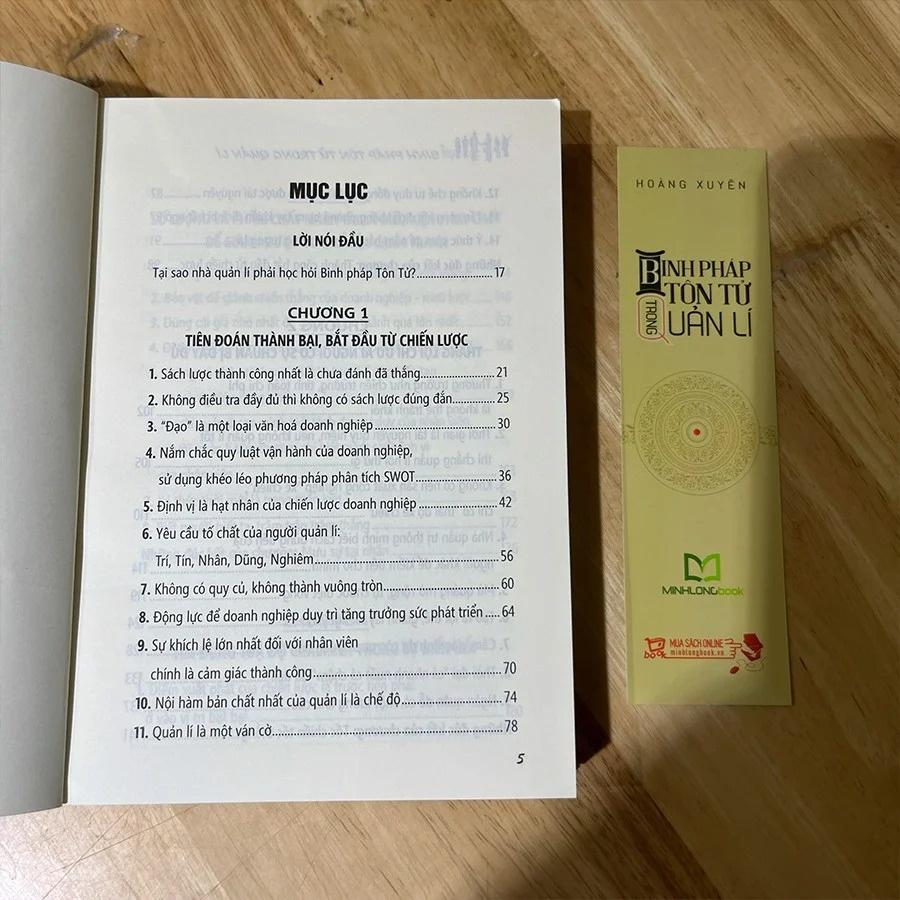 MỤC LỤC
LỜI NÓI ĐẦU
Tại sao nhà quản lí phải học hỏi Binh pháp Tôn Tử?..................17
CHƯƠNG 1
TIÊN ĐOÁN THÀNH BẠI, BẮT ĐẦU TỪ CHIẾN LƯỢC
1. Sách lược thành công nhất là chưa đánh đã thắng..................21
2. Không điều tra đầy đủ thì không có sách lược đúng đắn..................25
3. “Đạo” là một loại văn hoá doanh nghiệp..................30
4. Nắm chắc quy luật vận hành của doanh nghiệp,
sử dụng khéo léo phương pháp phân tích SWOT..................36
5. Định vị là hạt nhân của chiến lược doanh nghiệp..................42
6. Yêu cầu tố chất của người quản lí:
Trí, Tín, Nhân, Dũng, Nghiêm..................56
7. Không có quy củ, không thành vuông tròn..................60
8. Động lực để doanh nghiệp duy trì tăng trưởng sức phát triển....64
9. Sự khích lệ lớn nhất đối với nhân viên
chính là cảm giác thành công..................70
10. Nội hàm bản chất nhất của quản lí là chế độ..................74
11. Quản lí là một ván cờ..................78
5
HOÀNG XUYÊN
BINH PHÁP
TÔN TỬ
TRONG
QUẢN LÍ
MINHLONGbook
MUA SÁCH ONLINE
minhlongbook.vn
book